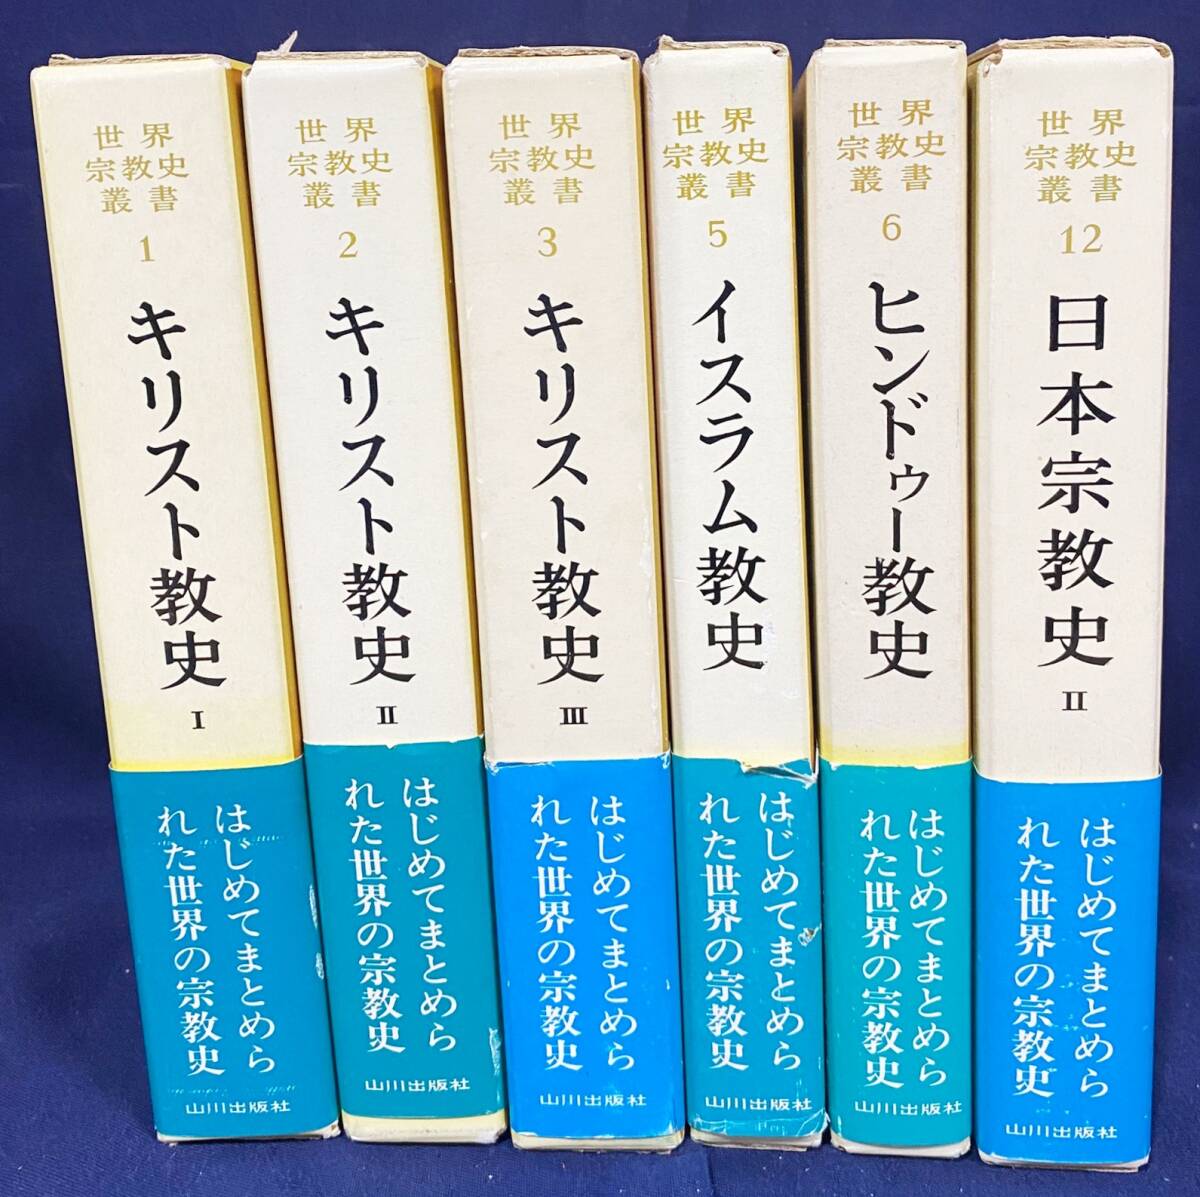 世界
宗教史
叢書
1
キリスト教史
I
はじめてまとめら
れた世界の宗教史
山川出版社
世界
宗教史
叢書
2
キリスト教史
II
はじめてまとめら
れた世界の宗教史
山川出版社
世界
宗教史
叢書
3
キリスト教史
III
はじめてまとめら
れた世界の宗教史
山川出版社
世界
宗教史
叢書
5
イスラム教史
はじめてまとめら
れた世界の宗教史
山川出版社
世界
宗教史
叢書
6
ヒンドゥー教史
はじめてまとめら
れた世界の宗教史
山川出版社
世界
宗教史
叢書
12
日本宗教史
II
はじめてまとめら
れた世界の宗教史
山川出版社